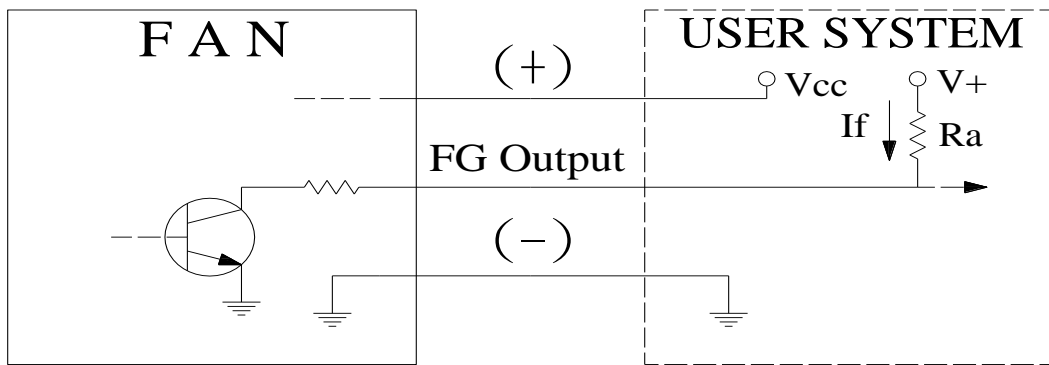 F A N
USER SYSTEM
(+)
Vcc
V+
If
Ra
FG Output
(-)